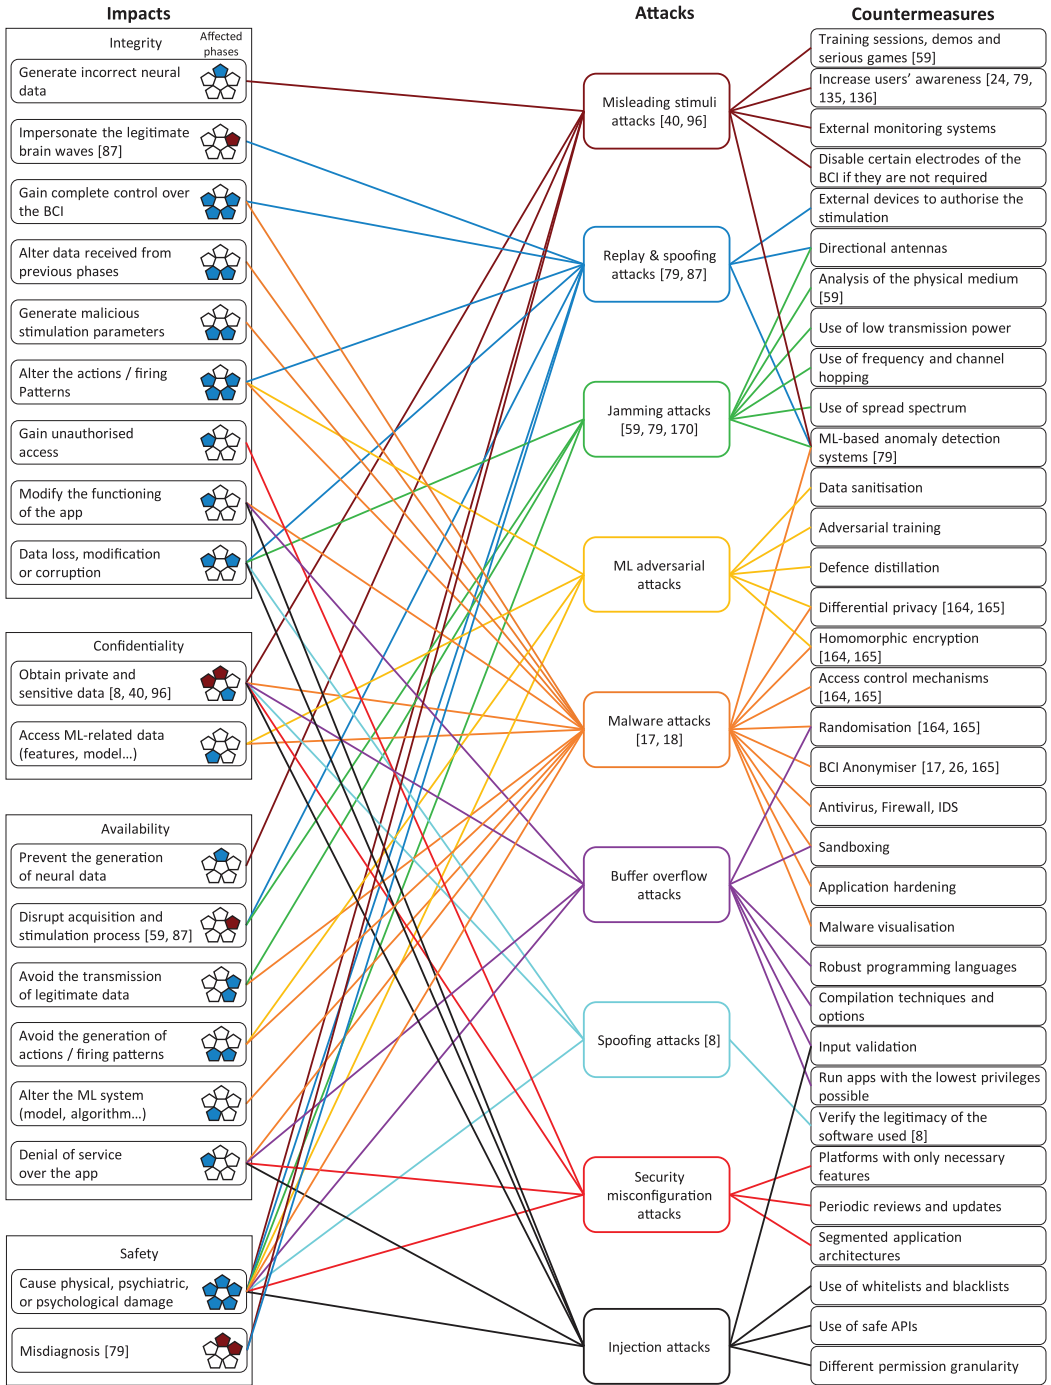 Impacts
Integrity
Affected
phases
Generate incorrect neural
data
Impersonate the legitimate
brain waves [87]
Gain complete control over
the BCI
Alter data received from
previous phases
Generate malicious
stimulation parameters
Alter the actions / firing
Patterns
Gain unauthorised
access
Modify the functioning
of the app
Data loss, modification
or corruption
Confidentiality
Obtain private and
sensitive data [8, 40, 96]
Access ML-related data
(features, model...)
Availability
Prevent the generation
of neural data
Disrupt acquisition and
stimulation process [59, 87]
Avoid the transmission
of legitimate data
Avoid the generation of
actions / firing patterns
Alter the ML system
(model, algorithm...)
Denial of service
over the app
Safety
Cause physical, psychiatric,
or psychological damage
Misdiagnosis [79]
Attacks
Misleading stimuli
attacks [40, 96]
Replay & spoofing
attacks [79, 87]
Jamming attacks
[59, 79, 170]
ML adversarial
attacks
Malware attacks
[17, 18]
Buffer overflow
attacks
Spoofing attacks [8]
Security
misconfiguration
attacks
Injection attacks
Countermeasures
Training sessions, demos and
serious games [59]
Increase users' awareness [24, 79,
135, 136]
External monitoring systems
Disable certain electrodes of the
BCI if they are not required
External devices to authorise the
stimulation
Directional antennas
Analysis of the physical medium
[59]
Use of low transmission power
Use of frequency and channel
hopping
Use of spread spectrum
ML-based anomaly detection
systems [79]
Data sanitisation
Adversarial training
Defence distillation
Differential privacy [164, 165]
Homomorphic encryption
[164, 165]
Access control mechanisms
[164, 165]
Randomisation [164, 165]
BCI Anonymiser [17, 26, 165]
Antivirus, Firewall, IDS
Sandboxing
Application hardening
Malware visualisation
Robust programming languages
Compilation techniques and
options
Input validation
Run apps with the lowest privileges
possible
Verify the legitimacy of the
software used [8]
Platforms with only necessary
features
Periodic reviews and updates
Segmented application
architectures
Use of whitelists and blacklists
Use of safe APIs
Different permission granularity